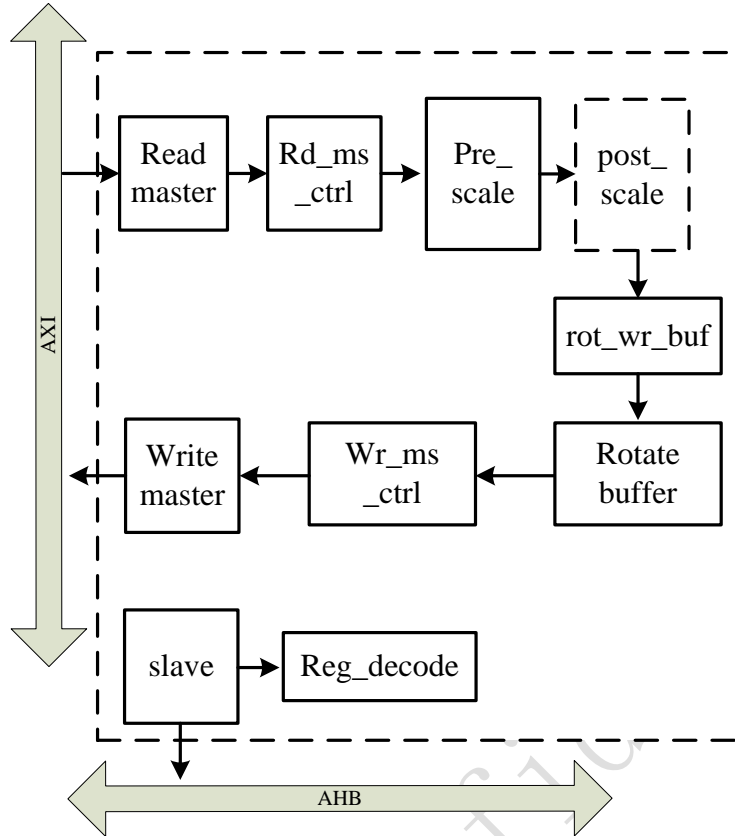 Read
master
Rd_ms
_ctrl
Pre_
scale
post_
scale
AXI
rot_wr_buf
Write
master
Wr_ms
_ctrl
Rotate
buffer
slave
Reg_decode
AHB